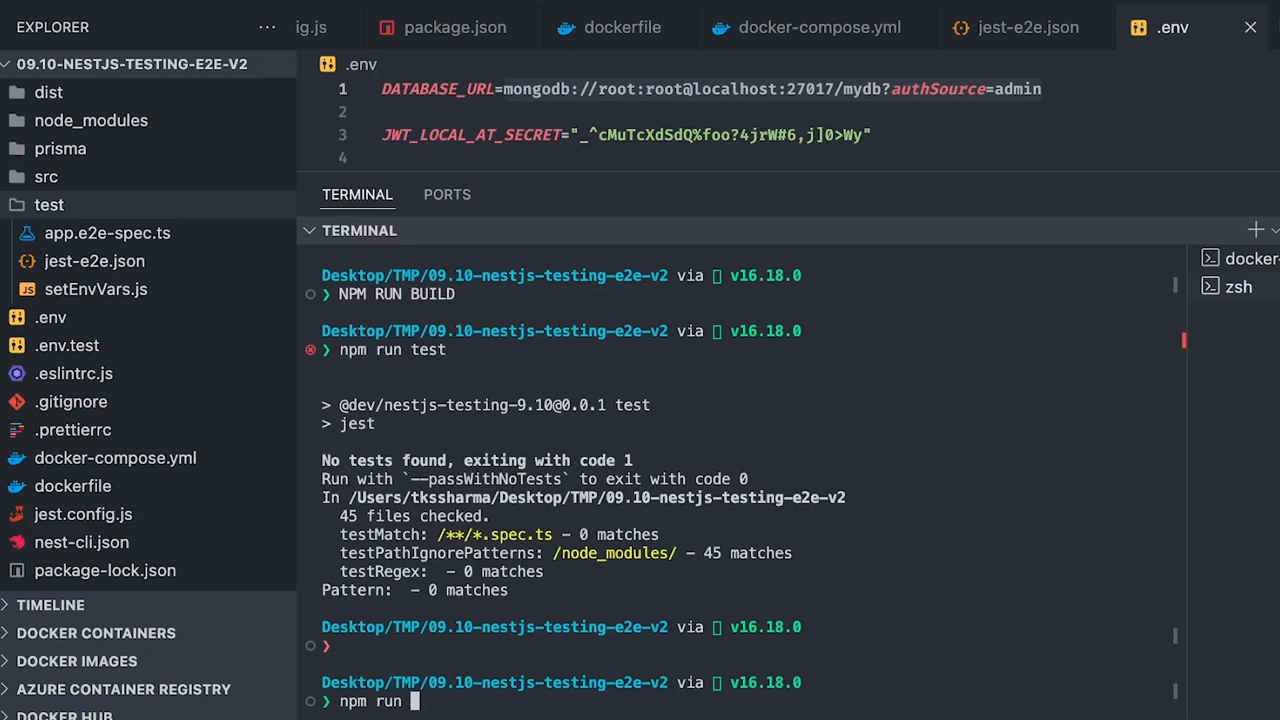 EXPLORER
ig.js
package.json
dockerfile
docker-compose.yml
jest-e2e.json
.env
09.10-NESTJS-TESTING-E2E-V2
dist
node_modules
prisma
src
test
app.e2e-spec.ts
jest-e2e.json
setEnvVars.js
.env
.env.test
.eslintrc.js
.gitignore
.prettierrc
docker-compose.yml
dockerfile
jest.config.js
nest-cli.json
package-lock.json
TIMELINE
DOCKER CONTAINERS
DOCKER IMAGES
AZURE CONTAINER REGISTRY
DOCKER HUB
.env
1 DATABASE_URL=mongodb://root:root@localhost:27017/mydb?authSource=admin
2
3 JWT_LOCAL_AT_SECRET="_^cMuTcXdSdQ%foo?4jrW#6,j]0>Wy"
4
TERMINAL PORTS
TERMINAL
Desktop/TMP/09.10-nestjs-testing-e2e-v2 via v16.18.0
❯ NPM RUN BUILD
Desktop/TMP/09.10-nestjs-testing-e2e-v2 via v16.18.0
❯ npm run test
> @dev/nestjs-testing-9.10@0.0.1 test
> jest
No tests found, exiting with code 1
Run with `--passWithNoTests` to exit with code 0
In /Users/tkssharma/Desktop/TMP/09.10-nestjs-testing-e2e-v2
45 files checked.
testMatch: /**/*.spec.ts - 0 matches
testPathIgnorePatterns: /node_modules/ - 45 matches
testRegex:  - 0 matches
Pattern:  - 0 matches
Desktop/TMP/09.10-nestjs-testing-e2e-v2 via v16.18.0
❯
Desktop/TMP/09.10-nestjs-testing-e2e-v2 via v16.18.0
❯ npm run
docker-
zsh